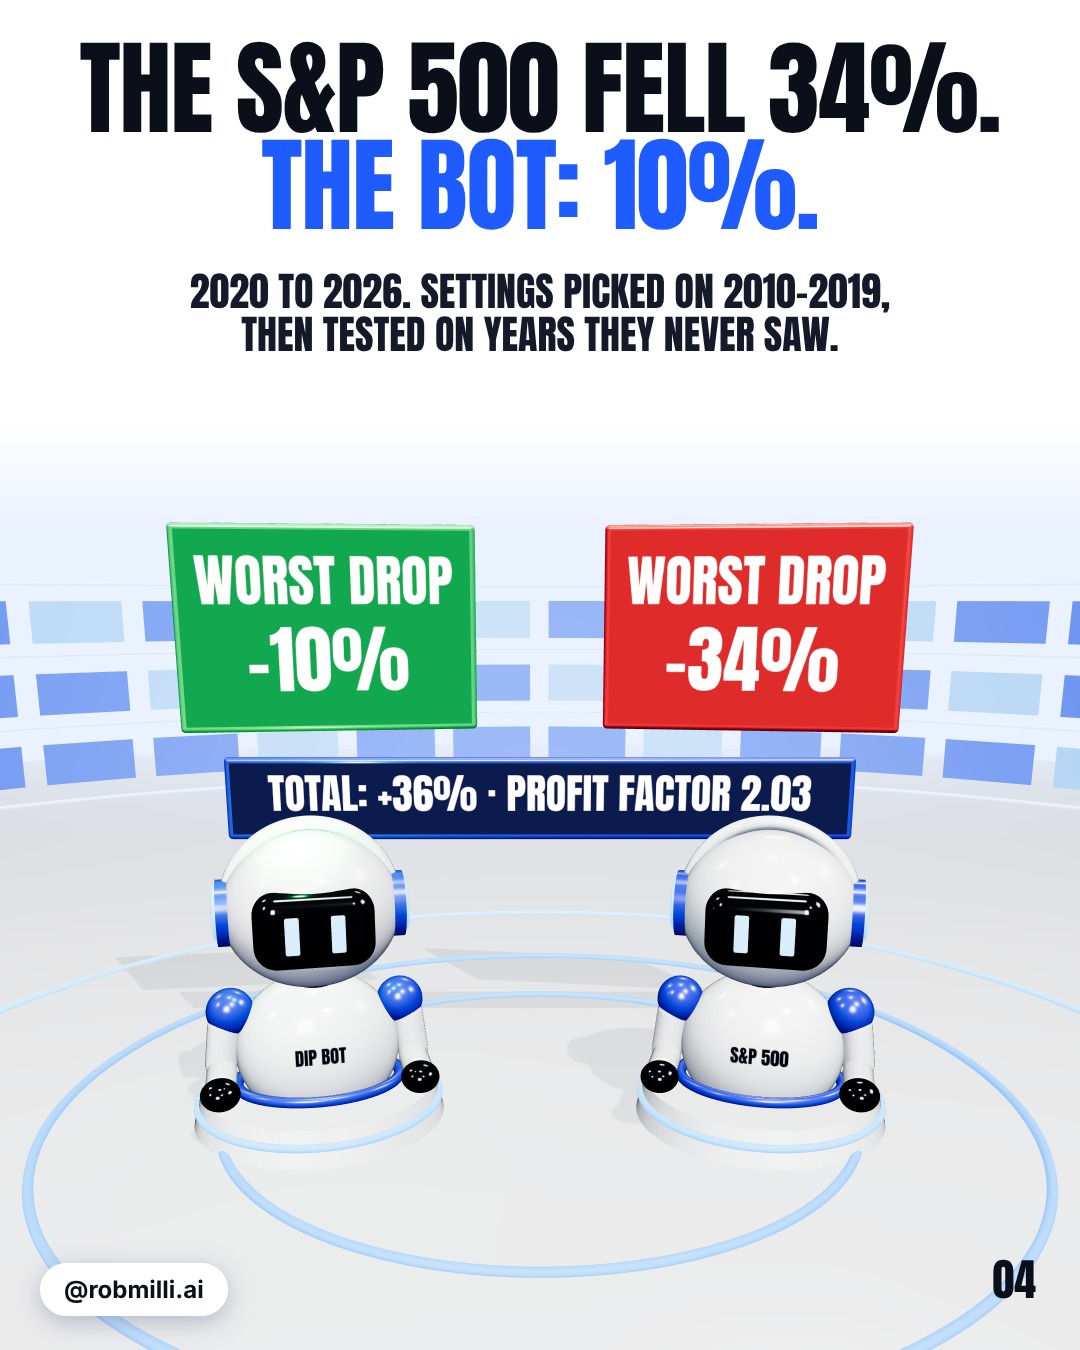 THE S&P 500 FELL 34%.
THE BOT: 10%.
2020 TO 2026. SETTINGS PICKED ON 2010-2019,
THEN TESTED ON YEARS THEY NEVER SAW.
WORST DROP
-10%
WORST DROP
-34%
TOTAL: +36% · PROFIT FACTOR 2.03
DIP BOT
S&P 500
@robmilli.ai
04